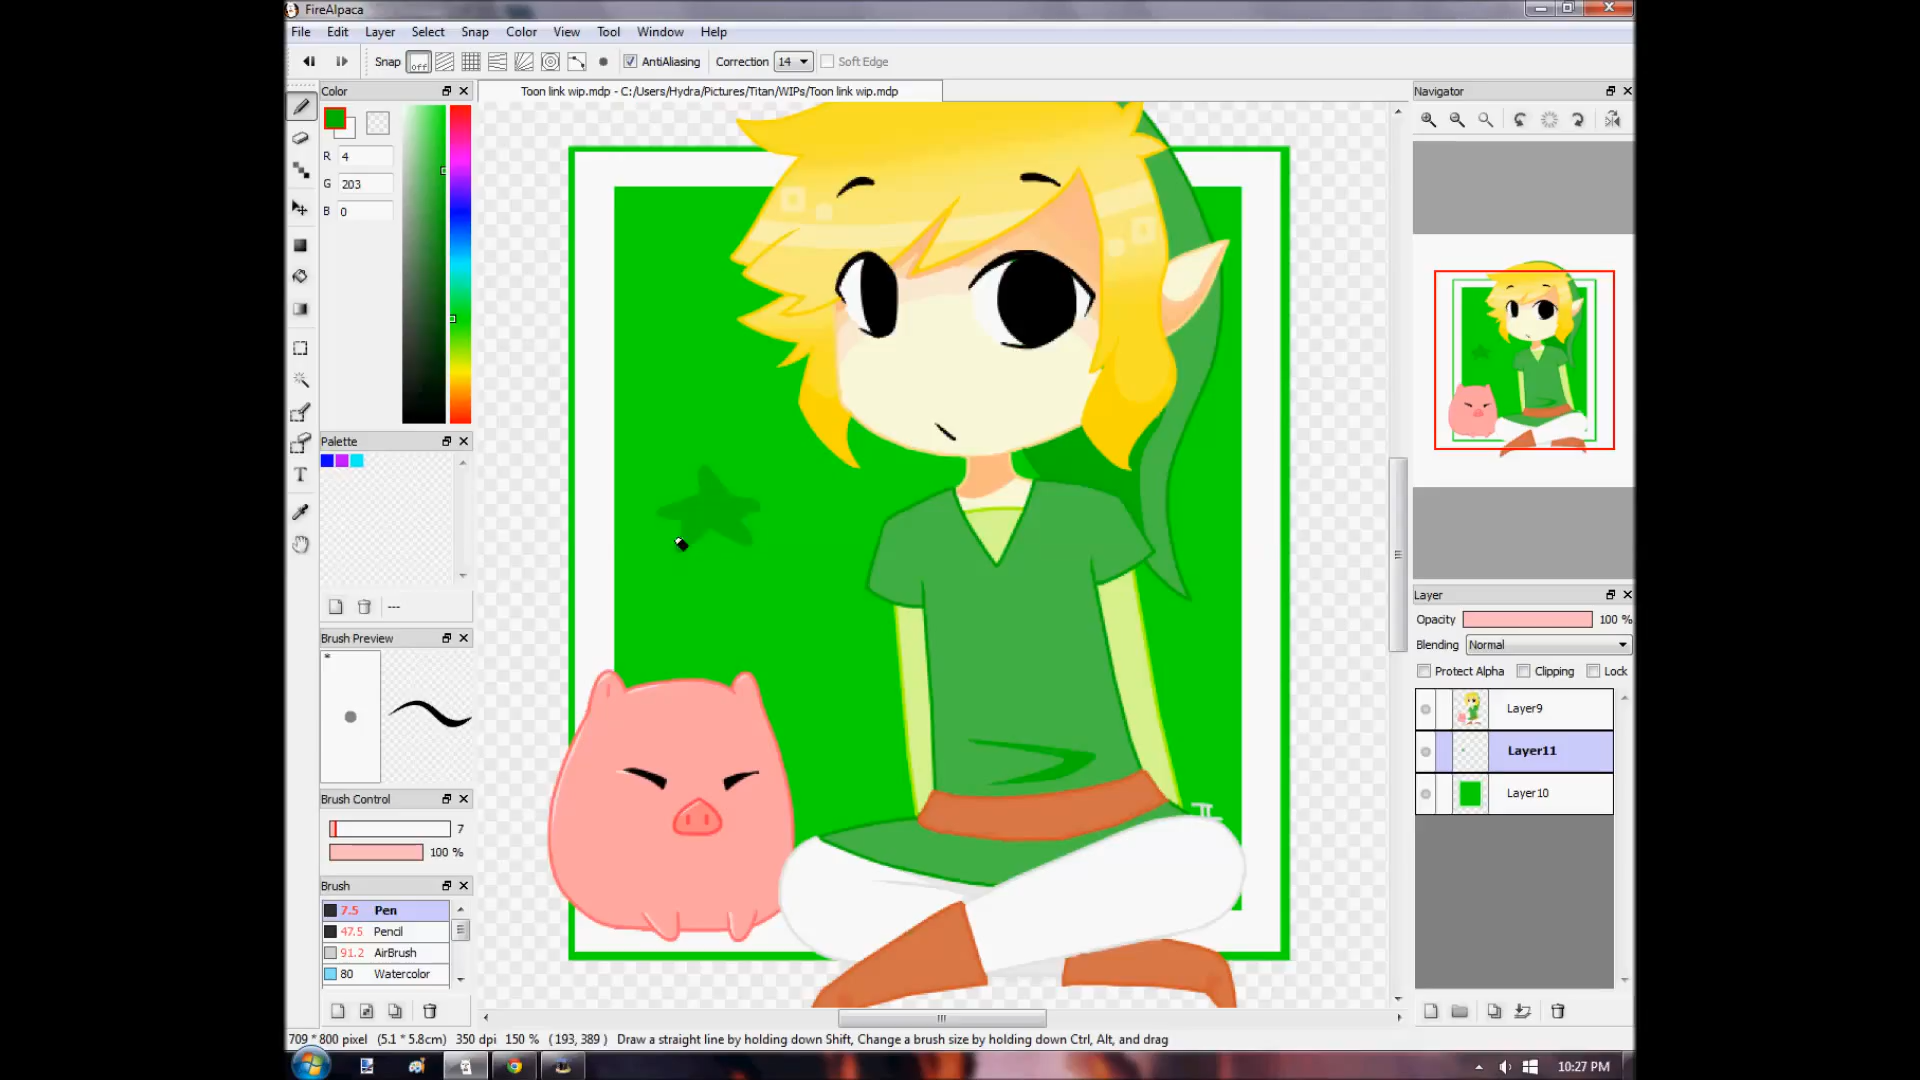 FireAlpaca
File Edit Layer Select Snap Color View Tool Window Help
Snap off AntiAliasing Correction 14 Soft Edge
Color
Toon link wip.mdp - C:/Users/Hydra/Pictures/Titan/WIPs/Toon link wip.mdp
Navigator
R 4
G 203
B 0
Palette
---
Brush Preview
*
Brush Control
7
100 %
Brush
7.5 Pen
47.5 Pencil
91.2 AirBrush
80 Watercolor
Layer
Opacity 100 %
Blending Normal
Protect Alpha Clipping Lock
Layer9
Layer11
Layer10
709 * 800 pixel (5.1 * 5.8cm) 350 dpi 150 % (193, 389) Draw a straight line by holding down Shift, Change a brush size by holding down Ctrl, Alt, and drag
10:27 PM